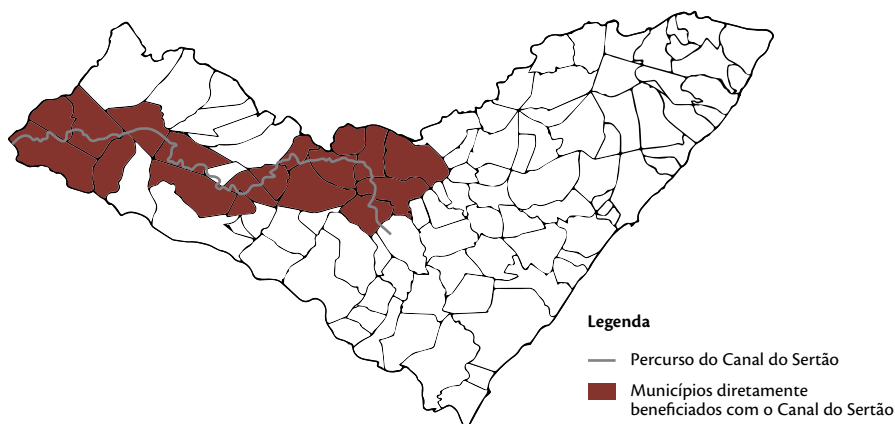 Legenda
Percurso do Canal do Sertão
Municípios diretamente
beneficiados com o Canal do Sertão